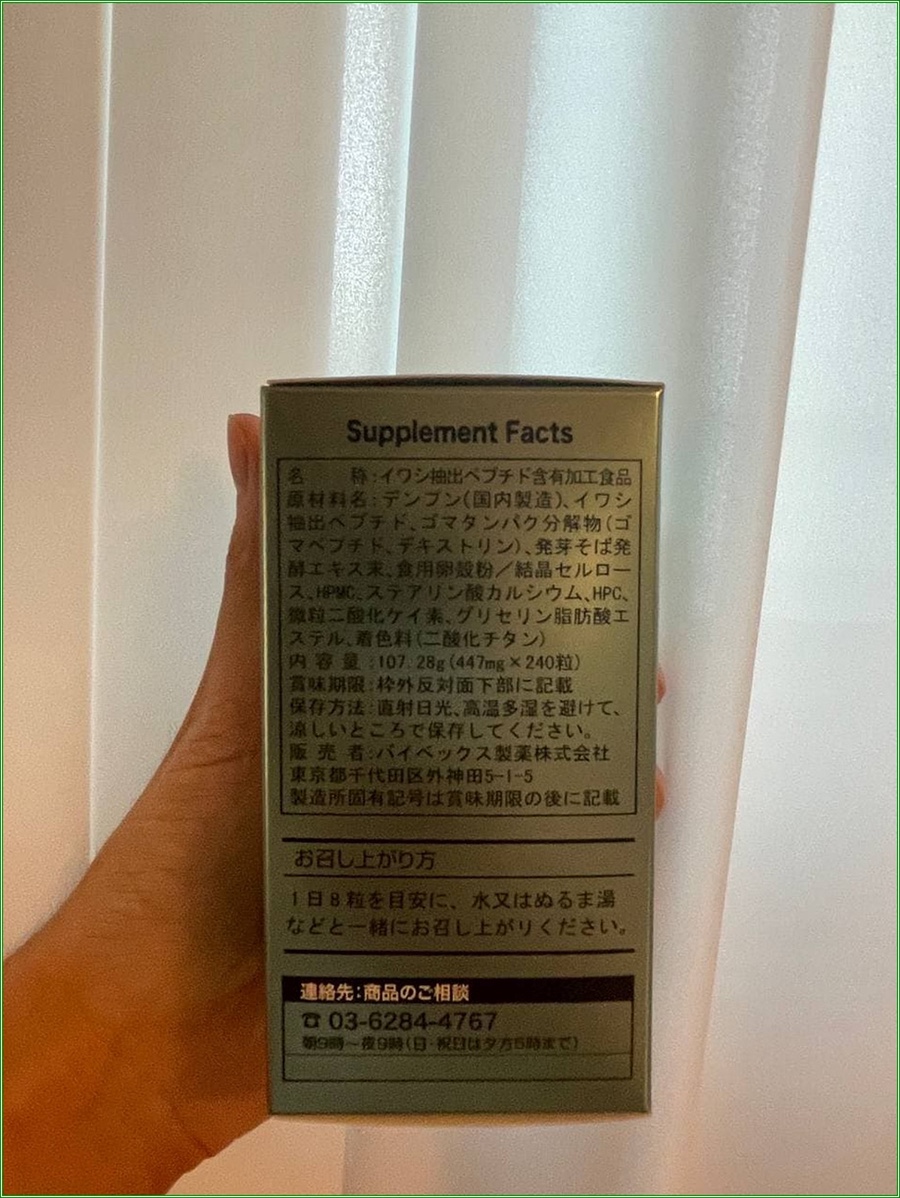 Supplement Facts
名　　称:イワシ抽出ペプチド含有加工食品
原材料名:デンプン(国内製造)、イワシ
抽出ペプチド、ゴマタンパク分解物(ゴ
マペプチド、デキストリン)、発芽そば発
酵エキス末、食用卵殻粉/結晶セルロー
ス、HPMC、ステアリン酸カルシウム、HPC、
微粒二酸化ケイ素、グリセリン脂肪酸エ
ステル、着色料(二酸化チタン)
内 容 量:107.28g(447mg×240粒)
賞味期限:枠外反対面下部に記載
保存方法:直射日光、高温多湿を避けて、
涼しいところで保存してください。
販 売 者:バイベックス製薬株式会社
東京都千代田区外神田5-1-5
製造所固有記号は賞味期限の後に記載
お召し上がり方
1日8粒を目安に、水又はぬるま湯
などと一緒にお召し上がりください。
連絡先:商品のご相談
☎ 03-6284-4767
朝9時～夜9時(日・祝日は夕方6時まで)